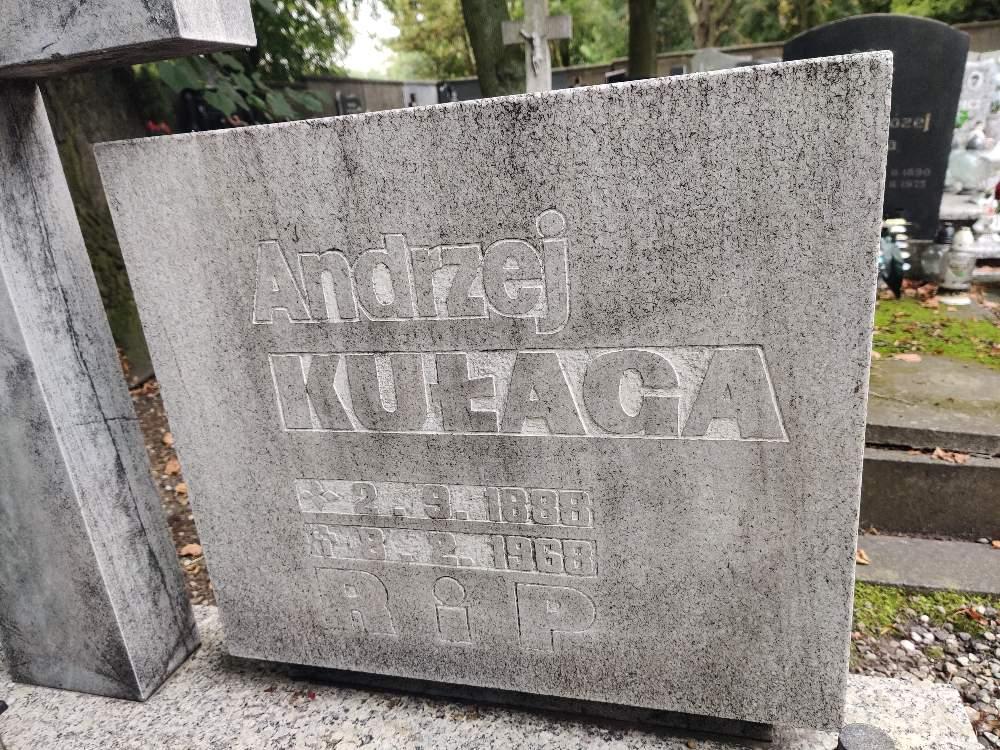 Andrzej
KUŁAGA
* 2.9.1888
† 8.2.1968
R i P